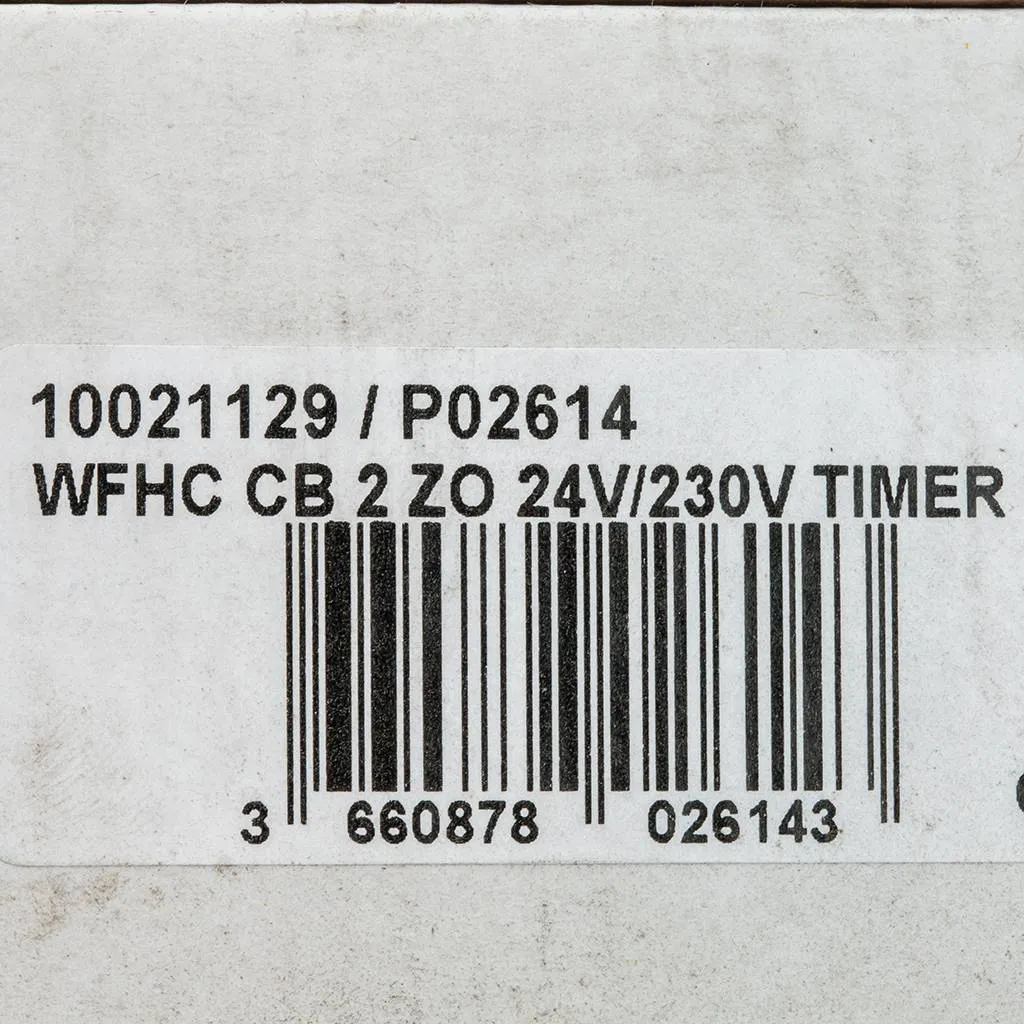 10021129 / P02614
WFHC CB 2 ZO 24V/230V TIMER
3 660878 026143